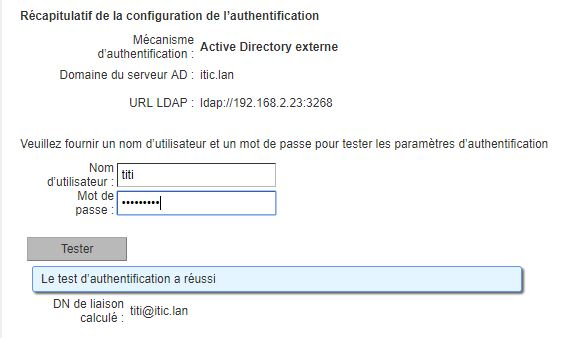 Récapitulatif de la configuration de l'authentification
Mécanisme
d'authentification : Active Directory externe
Domaine du serveur AD : itic.lan
URL LDAP : ldap://192.168.2.23:3268
Veuillez fournir un nom d'utilisateur et un mot de passe pour tester les paramètres d'authentification
Nom
d'utilisateur : titi
Mot de
passe : •••••••••
Tester
Le test d'authentification a réussi
DN de liaison
calculé : titi@itic.lan